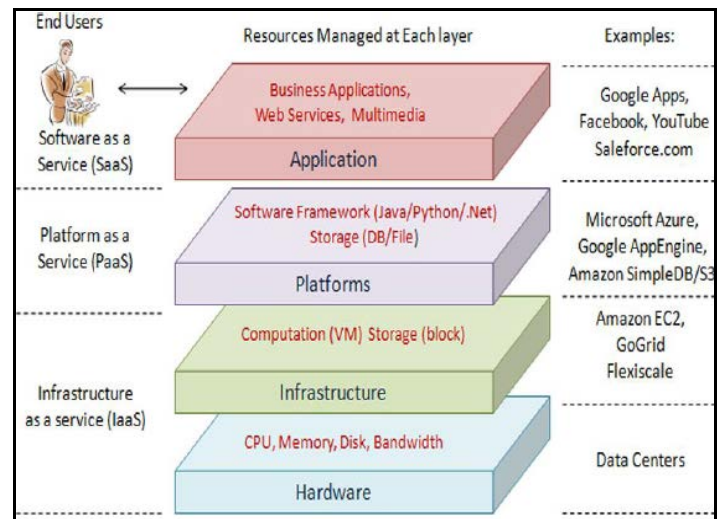 End Users
Resources Managed at Each layer
Examples:
Software as a
Service (SaaS)
Business Applications,
Web Services, Multimedia
Application
Google Apps,
Facebook, YouTube
Saleforce.com
Platform as a
Service (PaaS)
Software Framework (Java/Python/.Net)
Storage (DB/File)
Platforms
Microsoft Azure,
Google AppEngine,
Amazon SimpleDB/S3
Infrastructure
as a service (IaaS)
Computation (VM) Storage (block)
Infrastructure
Amazon EC2,
GoGrid
Flexiscale
CPU, Memory, Disk, Bandwidth
Hardware
Data Centers